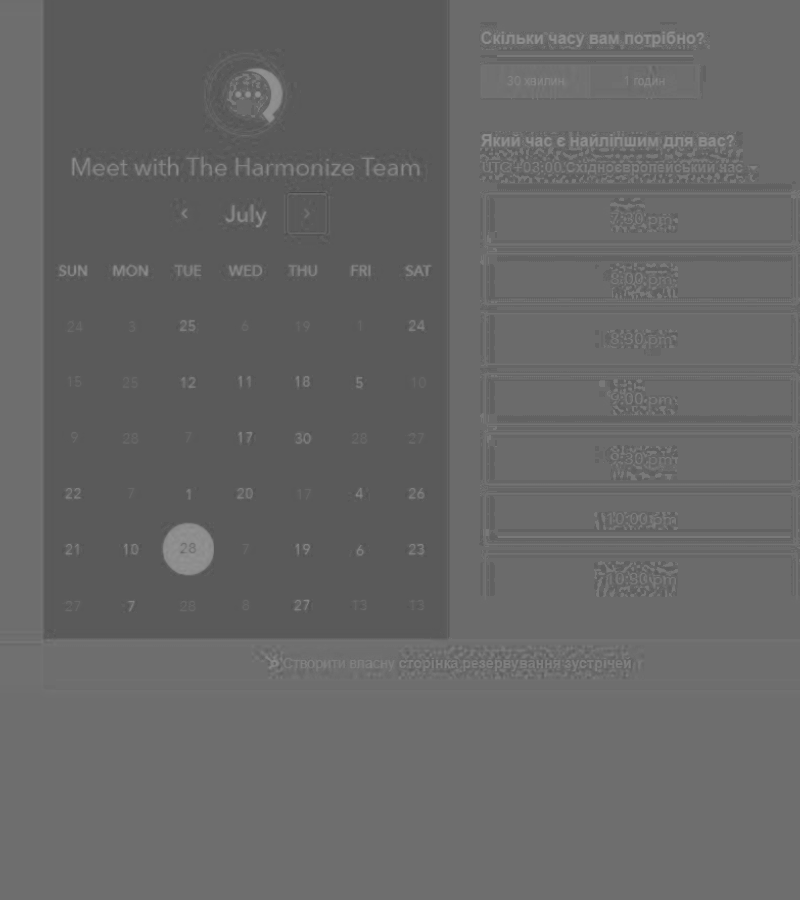 Meet with The Harmonize Team
July
SUN MON TUE WED THU FRI SAT
24 3 25 6 19 1 24
15 25 12 11 18 5 10
9 28 7 17 30 28 27
22 7 1 20 17 4 26
21 10 28 7 19 6 23
27 7 28 8 27 13 13
Скільки часу вам потрібно?
30 хвилин 1 годин
Який час є найліпшим для вас?
UTC+03:00 Східноєвропейський час
7:30 pm
8:00 pm
8:30 pm
9:00 pm
9:30 pm
10:00 pm
10:30 pm
Створити власну сторінка резервування зустрічей